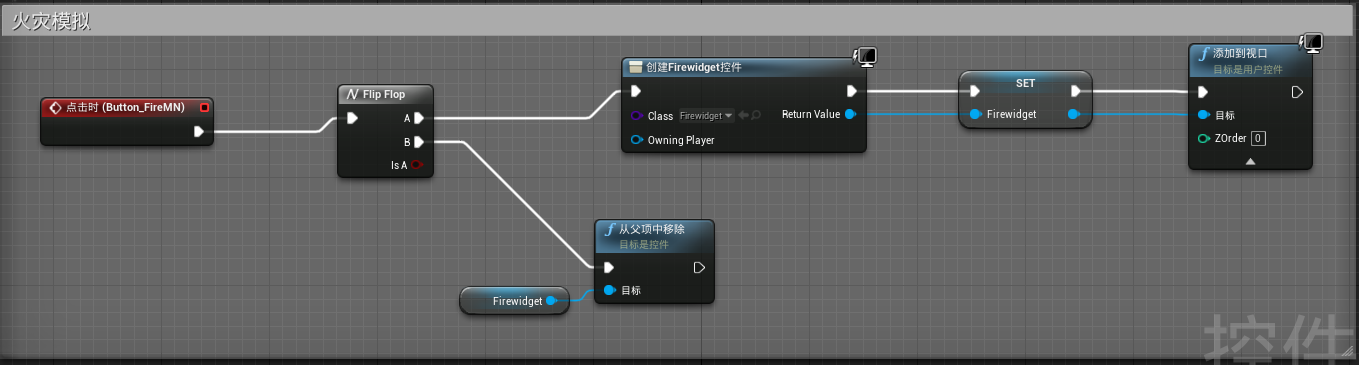 火灾模拟
点击时 (Button_FireMN)
Flip Flop
A
B
Is A
创建Firewidget控件
Class Firewidget Return Value
Owning Player
SET
Firewidget
添加到视口
目标是用户控件
目标
ZOrder 0
从父项中移除
目标是控件
目标
Firewidget
控件